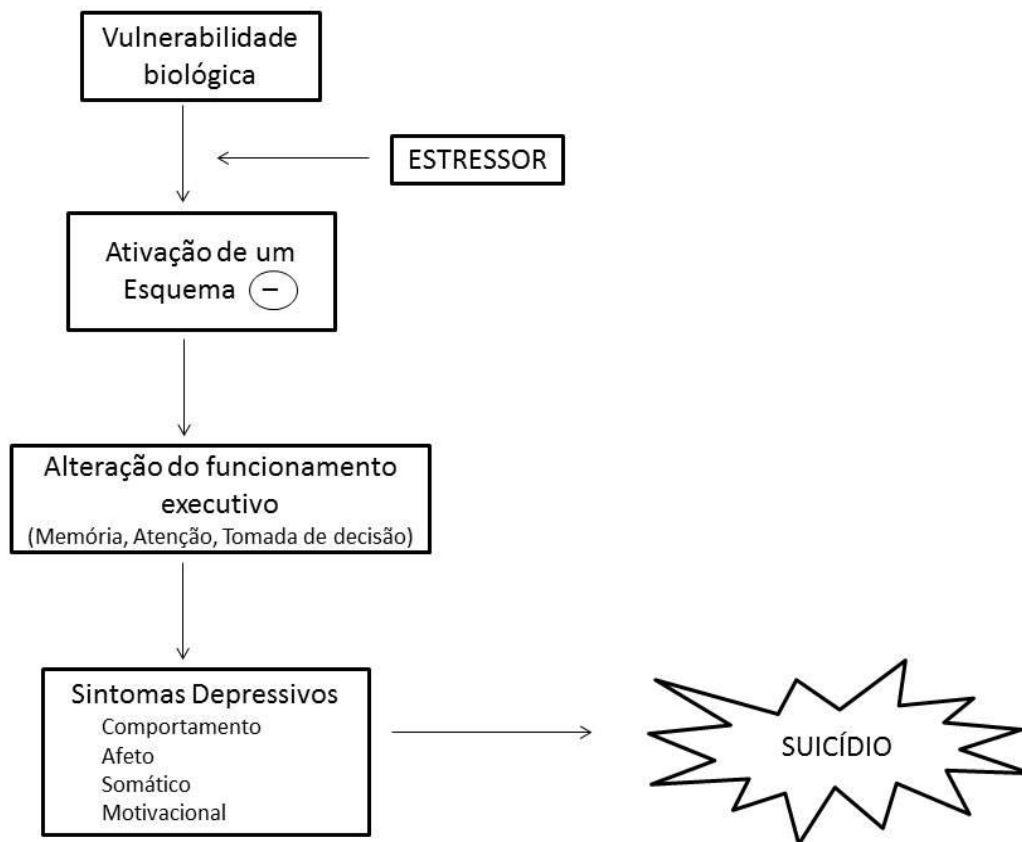 Vulnerabilidade
biológica
ESTRESSOR
Ativação de um
Esquema –
Alteração do funcionamento
executivo
(Memória, Atenção, Tomada de decisão)
Sintomas Depressivos
Comportamento
Afeto
Somático
Motivacional
SUICÍDIO